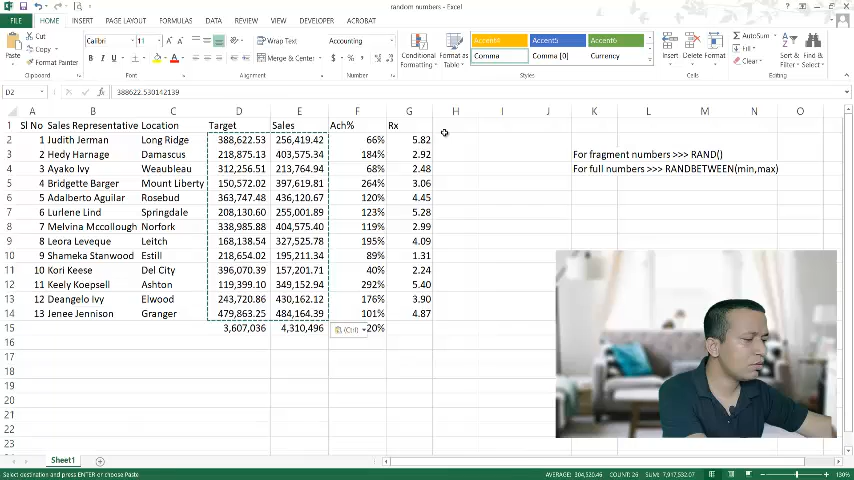 random numbers - Excel
FILE HOME INSERT PAGE LAYOUT FORMULAS DATA REVIEW VIEW DEVELOPER ACROBAT
Cut
Copy
Format Painter
Paste
Clipboard
Calibri 11
B I U
Font
Wrap Text
Merge & Center
Alignment
Accounting
Number
Conditional Formatting
Format as Table
Accent4 Accent5 Accent6
Comma Comma [0] Currency
Styles
Insert Delete Format
Cells
AutoSum
Fill
Clear
Sort & Filter
Find & Select
Editing
D2 fx 388622.530142139
A B C D E F G H I J K L M N O
1 Sl No Sales Representative Location Target Sales Ach% Rx
2 1 Judith Jerman Long Ridge 388,622.53 256,419.42 66% 5.82
3 2 Hedy Harnage Damascus 218,875.13 403,575.34 184% 2.92 For fragment numbers >>> RAND()
4 3 Ayako Ivy Weaubleau 312,256.51 213,764.94 68% 2.48 For full numbers >>> RANDBETWEEN(min,max)
5 4 Bridgette Barger Mount Liberty 150,572.02 397,619.81 264% 3.06
6 5 Adalberto Aguilar Rosebud 363,747.48 436,120.67 120% 4.45
7 6 Lurlene Lind Springdale 208,130.60 255,001.89 123% 5.28
8 7 Melvina Mccollough Norfork 338,985.88 404,575.40 119% 2.99
9 8 Leora Leveque Leitch 168,138.54 327,525.78 195% 4.09
10 9 Shameka Stanwood Estill 218,654.02 195,211.34 89% 1.31
11 10 Kori Keese Del City 396,070.39 157,201.71 40% 2.24
12 11 Keely Koepsell Ashton 119,399.10 349,152.94 292% 5.40
13 12 Deangelo Ivy Elwood 243,720.86 430,162.12 176% 3.90
14 13 Jenee Jennison Granger 479,863.25 484,164.39 101% 4.87
15 3,607,036 4,310,496 (Ctrl) 20%
16
17
18
19
20
21
22
23
Sheet1
Select destination and press ENTER or choose Paste AVERAGE: 304,520.46 COUNT: 26 SUM: 7,917,532.07 130%